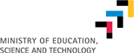 MINISTRY OF EDUCATION,
SCIENCE AND TECHNOLOGY